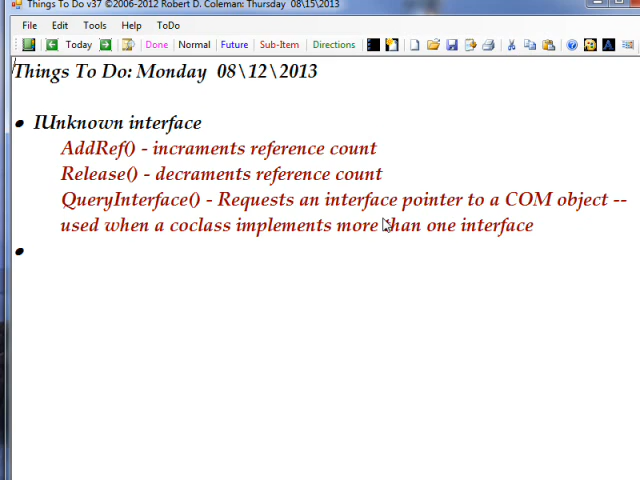 Things To Do v37 ©2006-2012 Robert D. Coleman: Thursday 08\15\2013
File Edit Tools Help ToDo
Today Done Normal Future Sub-Item Directions
Things To Do: Monday 08\12\2013
• IUnknown interface
AddRef() - incraments reference count
Release() - decraments reference count
QueryInterface() - Requests an interface pointer to a COM object --
used when a coclass implements more than one interface
•